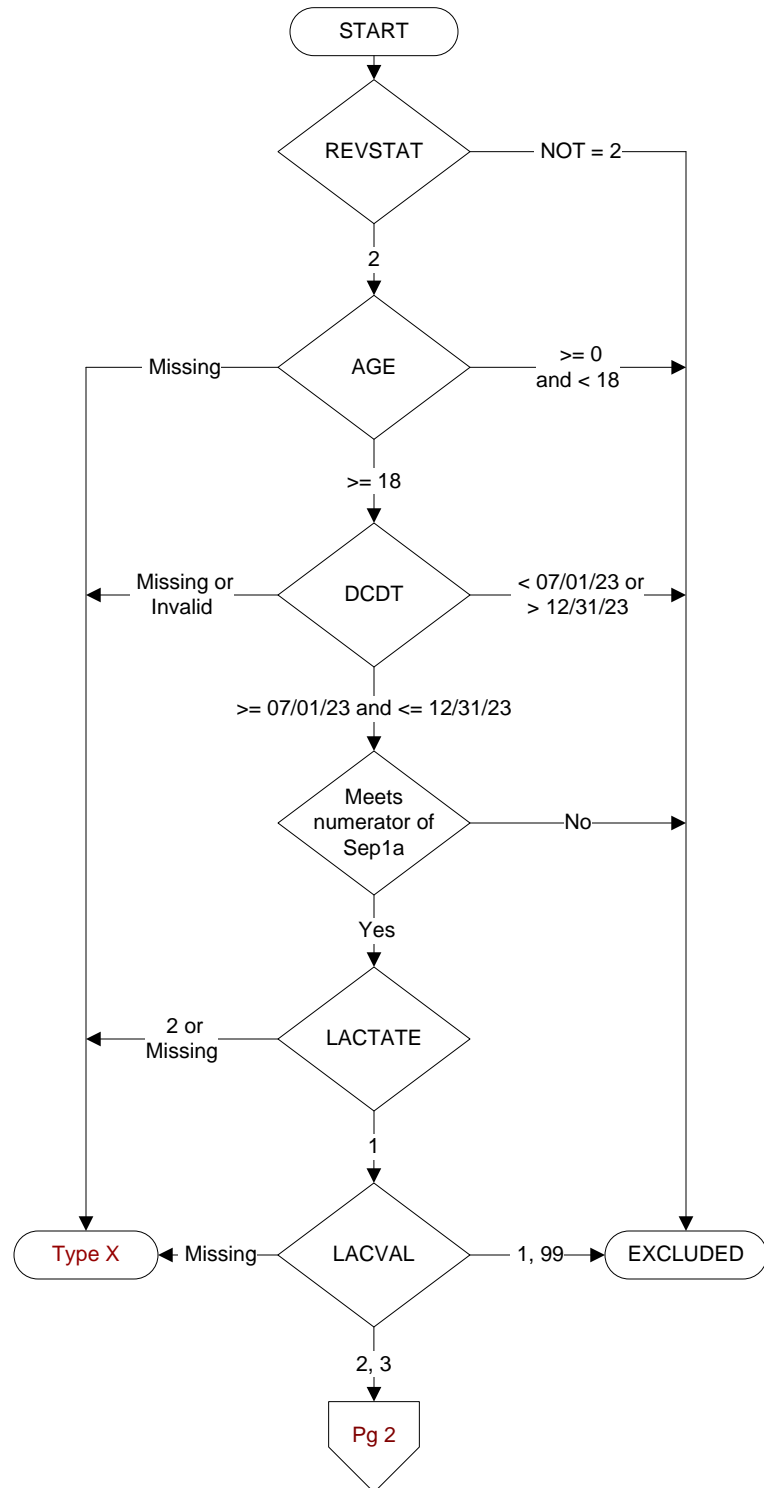 START
REVSTAT
NOT = 2
2
Missing
AGE
>= 0
and < 18
>= 18
Missing or
Invalid
DCDT
< 07/01/23 or
> 12/31/23
>= 07/01/23 and <= 12/31/23
Meets
numerator of
Sep1a
No
Yes
2 or
Missing
LACTATE
1
Type X
Missing
LACVAL
1, 99
EXCLUDED
2, 3
Pg 2